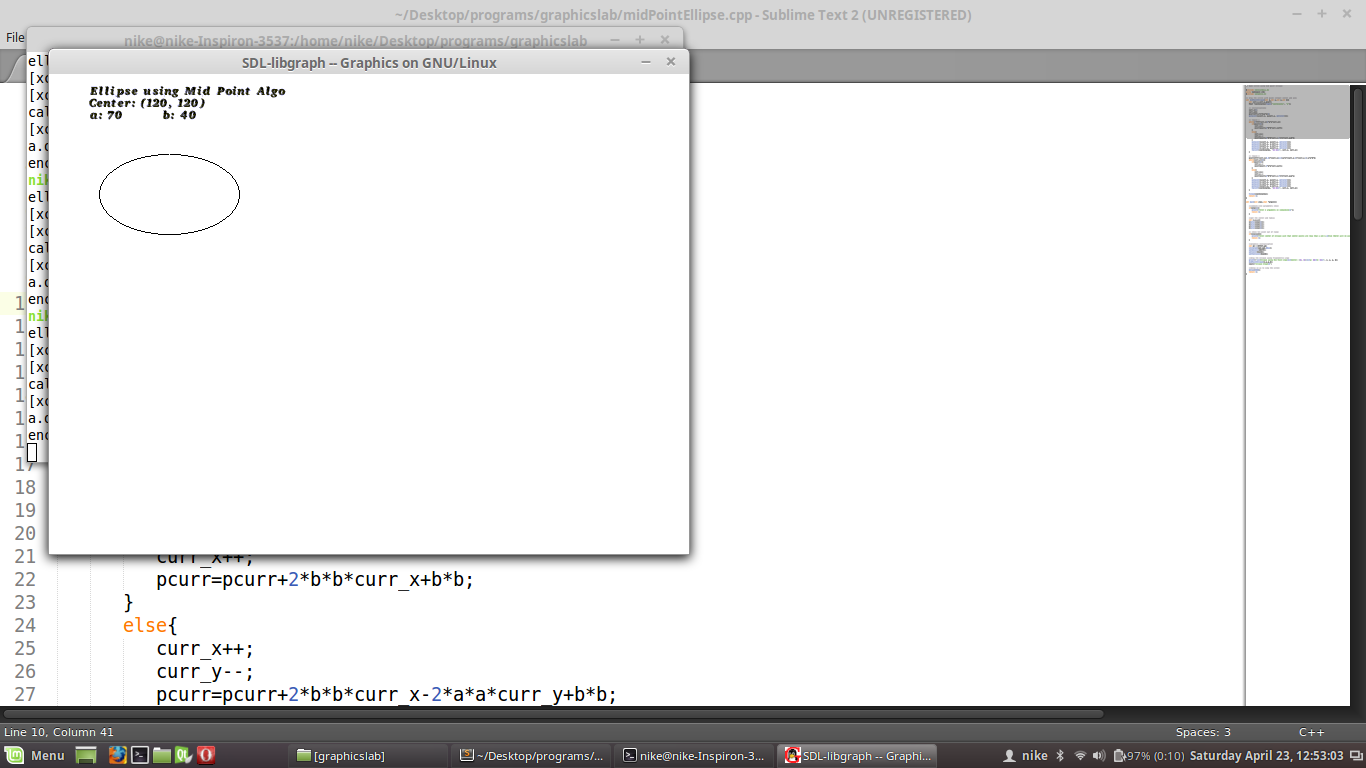 ~/Desktop/programs/graphicslab/midPointEllipse.cpp - Sublime Text 2 (UNREGISTERED)
File
nike@nike-Inspiron-3537:/home/nike/Desktop/programs/graphicslab
SDL-libgraph -- Graphics on GNU/Linux
Ellipse using Mid Point Algo
Center: (120, 120)
a: 70 b: 40
ell
[xc
[xc
cal
[xc
a.o
enc
nik
ell
[xc
[xc
cal
[xc
a.o
enc
nik
ell
[xc
[xc
cal
[xc
a.o
enc
1
1
1
1
1
1
1
17
18
19
20
21 curr_x++;
22 pcurr=pcurr+2*b*b*curr_x+b*b;
23 }
24 else{
25 curr_x++;
26 curr_y--;
27 pcurr=pcurr+2*b*b*curr_x-2*a*a*curr_y+b*b;
Line 10, Column 41 Spaces: 3 C++
Menu [graphicslab] ~/Desktop/programs/... nike@nike-Inspiron-3... SDL-libgraph -- Graphi... nike 97% (0:10) Saturday April 23, 12:53:03